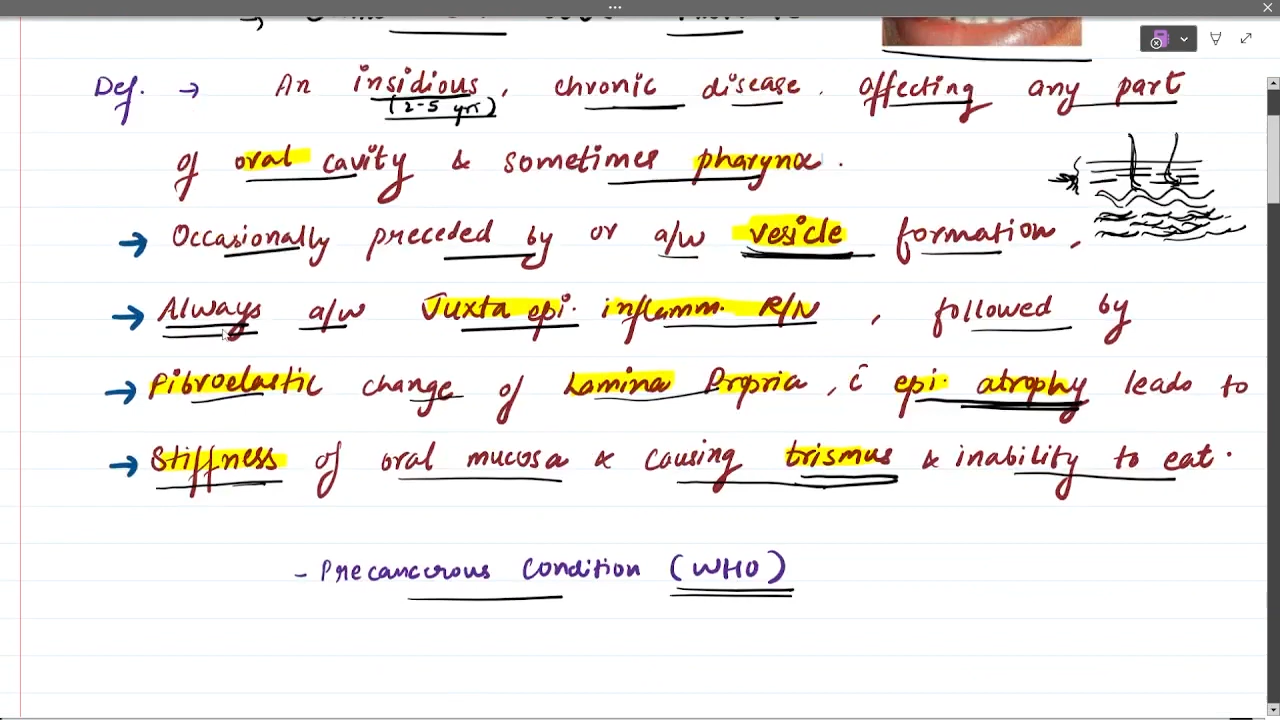 Def. → An insidious, chronic disease. affecting any part
(2-5 yr)
of oral cavity & sometimes pharynx.
→ Occasionally preceded by or a/w vesicle formation,
→ Always a/w Juxta epi. inflamm. R/N, followed by
→ Fibroelastic change of Lamina Propria, c̄ epi. atrophy leads to
→ Stiffness of oral mucosa & causing trismus & inability to eat.
- Precancerous Condition (WHO)